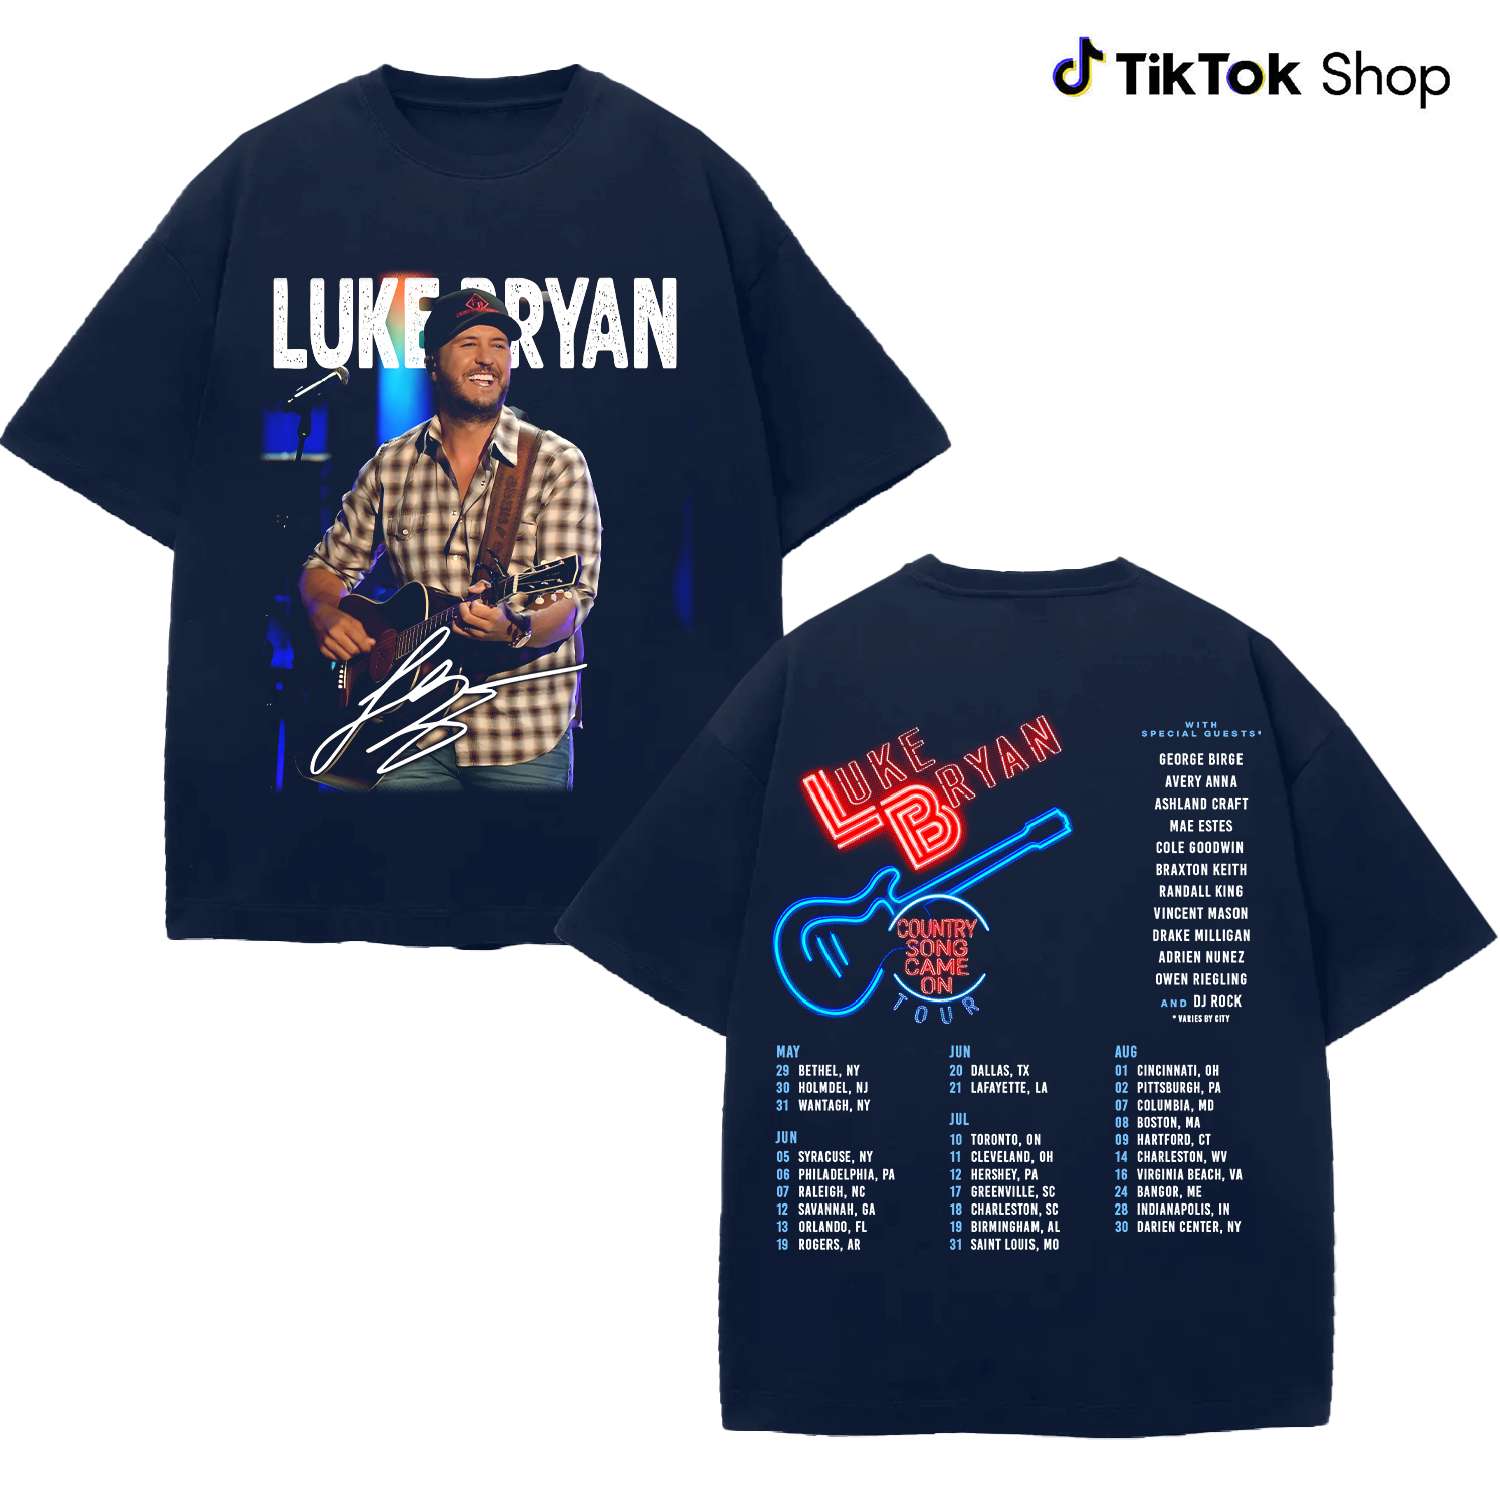 TikTok Shop
LUKE BRYAN
LUKE
BRYAN
COUNTRY
SONG
CAME
ON
TOUR
WITH
SPECIAL GUESTS*
GEORGE BIRGE
AVERY ANNA
ASHLAND CRAFT
MAE ESTES
COLE GOODWIN
BRAXTON KEITH
RANDALL KING
VINCENT MASON
DRAKE MILLIGAN
ADRIEN NUNEZ
OWEN RIEGLING
AND DJ ROCK
* VARIES BY CITY
MAY
29 BETHEL, NY
30 HOLMDEL, NJ
31 WANTAGH, NY
JUN
05 SYRACUSE, NY
06 PHILADELPHIA, PA
07 RALEIGH, NC
12 SAVANNAH, GA
13 ORLANDO, FL
19 ROGERS, AR
JUN
20 DALLAS, TX
21 LAFAYETTE, LA
JUL
10 TORONTO, ON
11 CLEVELAND, OH
12 HERSHEY, PA
17 GREENVILLE, SC
18 CHARLESTON, SC
19 BIRMINGHAM, AL
31 SAINT LOUIS, MO
AUG
01 CINCINNATI, OH
02 PITTSBURGH, PA
07 COLUMBIA, MD
08 BOSTON, MA
09 HARTFORD, CT
14 CHARLESTON, WV
16 VIRGINIA BEACH, VA
24 BANGOR, ME
28 INDIANAPOLIS, IN
30 DARIEN CENTER, NY